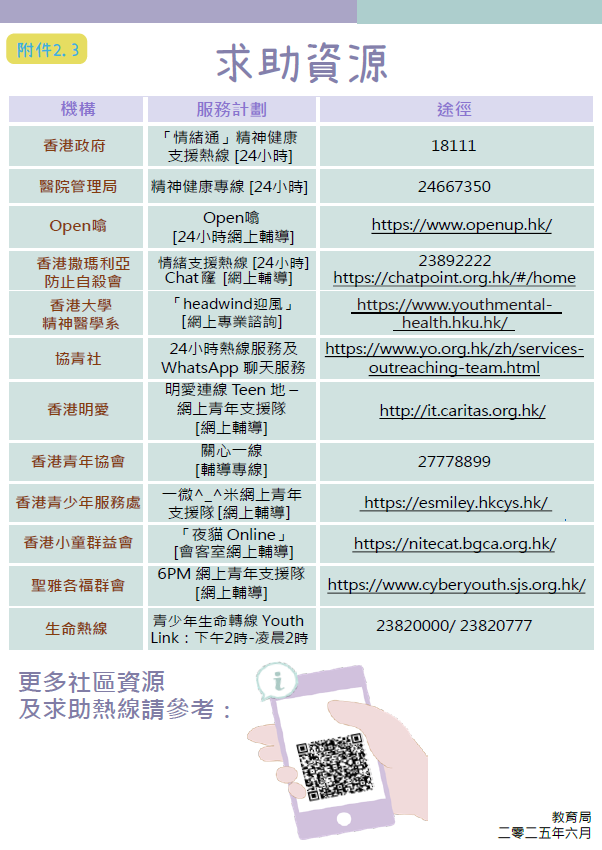 附件2.3
求助資源
機構 服務計劃 途徑
香港政府 「情緒通」精神健康 18111
支援熱線 [24小時]
醫院管理局 精神健康專線 [24小時] 24667350
Open噏 Open噏 https://www.openup.hk/
[24小時網上輔導]
香港撒瑪利亞 情緒支援熱線 [24小時] 23892222
防止自殺會 Chat窿 [網上輔導] https://chatpoint.org.hk/#/home
香港大學 「headwind迎風」 https://www.youthmental-
精神醫學系 [網上專業諮詢] health.hku.hk/
協青社 24小時熱線服務及 https://www.yo.org.hk/zh/services-
WhatsApp 聊天服務 outreaching-team.html
香港明愛 明愛連線 Teen 地 – http://it.caritas.org.hk/
網上青年支援隊
[網上輔導]
香港青年協會 關心一線 27778899
[輔導專線]
香港青少年服務處 一微^_^米網上青年 https://esmiley.hkcys.hk/
支援隊 [網上輔導]
香港小童群益會 「夜貓 Online」 https://nitecat.bgca.org.hk/
[會客室網上輔導]
聖雅各福群會 6PM 網上青年支援隊 https://www.cyberyouth.sjs.org.hk/
[網上輔導]
生命熱線 青少年生命轉線 Youth 23820000/ 23820777
Link：下午2時-凌晨2時
更多社區資源
及求助熱線請參考：
i
教育局
二零二五年六月